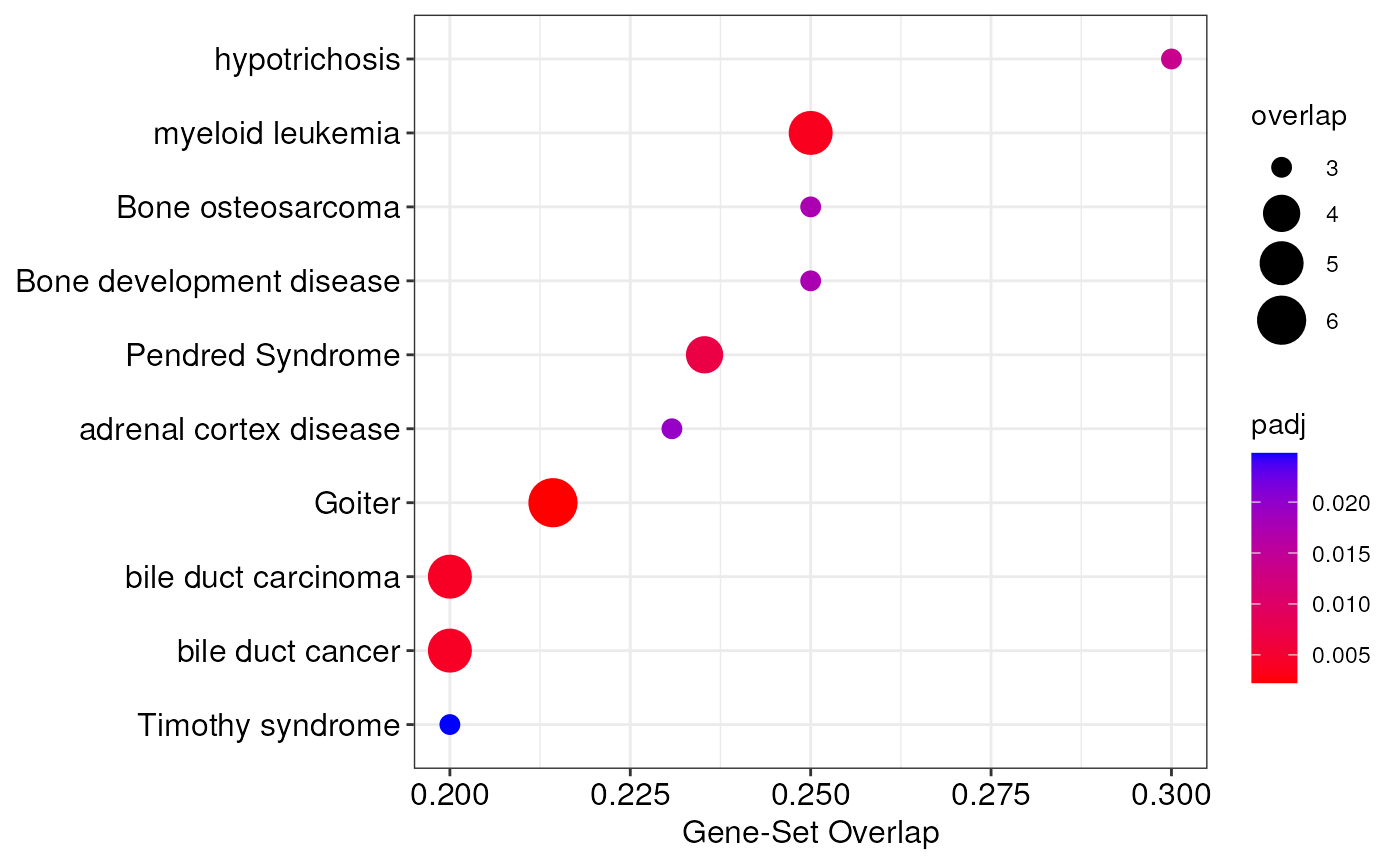 hypotrichosis
myeloid leukemia
Bone osteosarcoma
Bone development disease
Pendred Syndrome
adrenal cortex disease
Goiter
bile duct carcinoma
bile duct cancer
Timothy syndrome
0.200 0.225 0.250 0.275 0.300
Gene-Set Overlap
overlap
3
4
5
6
padj
0.020
0.015
0.010
0.005